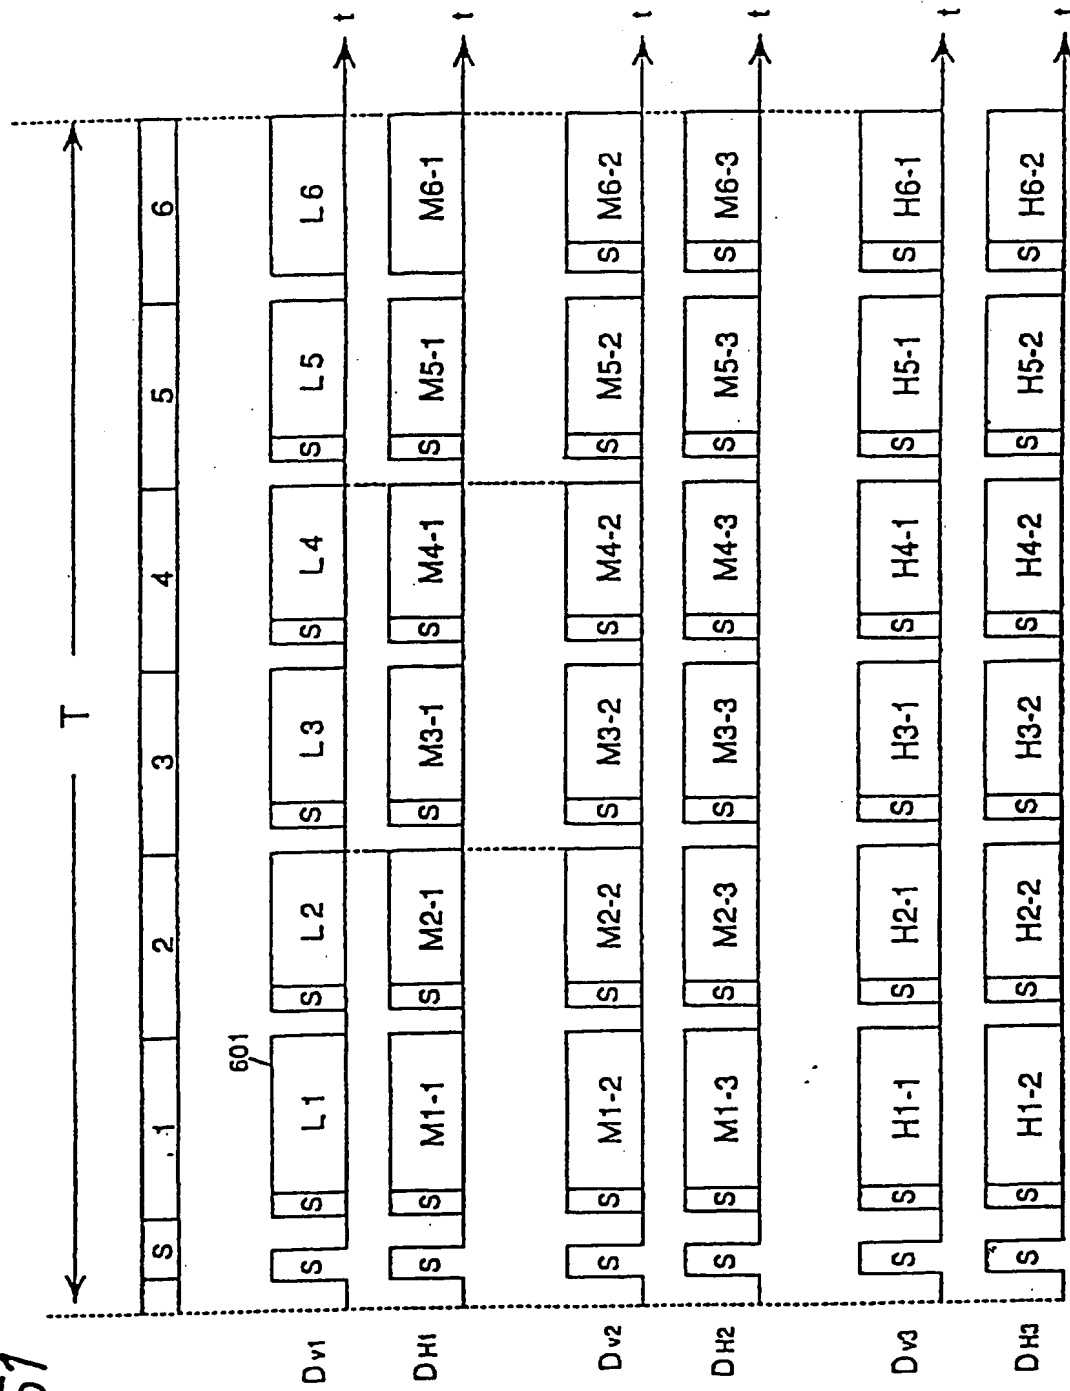 T
S 1 2 3 4 5 6
601
Dv1 S S L1 S L2 S L3 S L4 S L5 L6 t
DH1 S S M1-1 S M2-1 S M3-1 S M4-1 S M5-1 M6-1 t
Dv2 S S M1-2 S M2-2 S M3-2 S M4-2 S M5-2 S M6-2 t
DH2 S S M1-3 S M2-3 S M3-3 S M4-3 S M5-3 S M6-3 t
Dv3 S S H1-1 S H2-1 S H3-1 S H4-1 S H5-1 S H6-1 t
DH3 S S H1-2 S H2-2 S H3-2 S H4-2 S H5-2 S H6-2 t